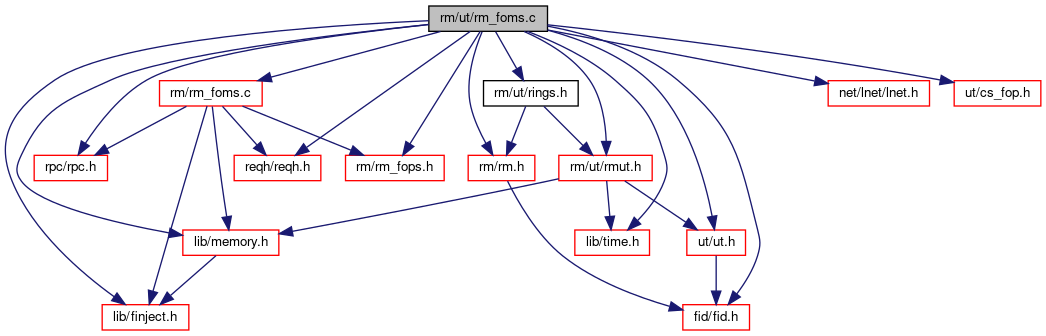 rm/ut/rm_foms.c
rm/rm_foms.c
rm/ut/rings.h
net/lnet/lnet.h
ut/cs_fop.h
rpc/rpc.h
reqh/reqh.h
rm/rm_fops.h
rm/rm.h
rm/ut/rmut.h
lib/memory.h
lib/time.h
ut/ut.h
lib/finject.h
fid/fid.h